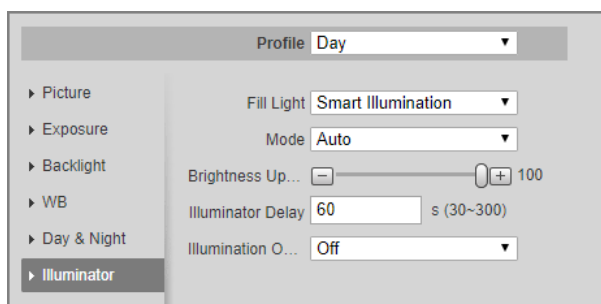 Profile Day
Picture
Exposure
Backlight
WB
Day & Night
Illuminator
Fill Light Smart Illumination
Mode Auto
Brightness Up... 100
Illuminator Delay 60 s (30~300)
Illumination O... Off